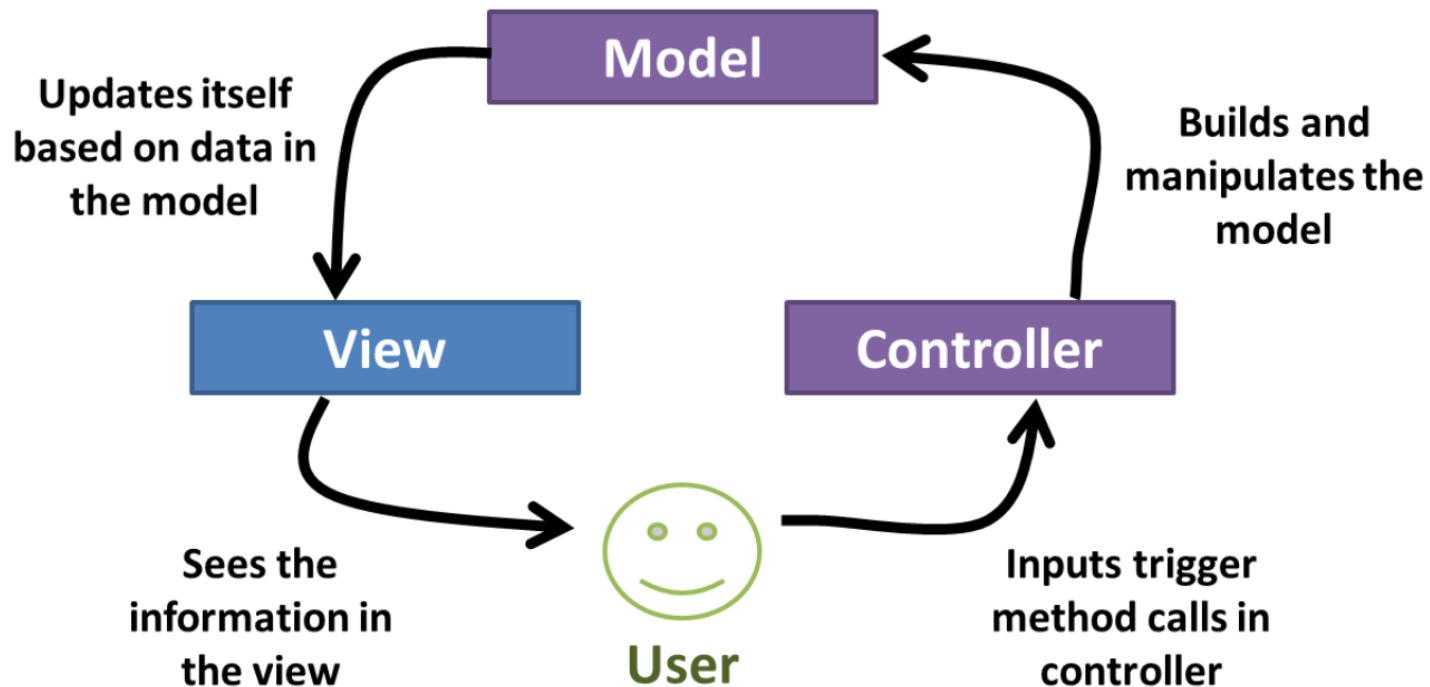 Model
Updates itself
based on data in
the model
Builds and
manipulates the
model
View
Controller
Sees the
information in
the view
User
Inputs trigger
method calls in
controller